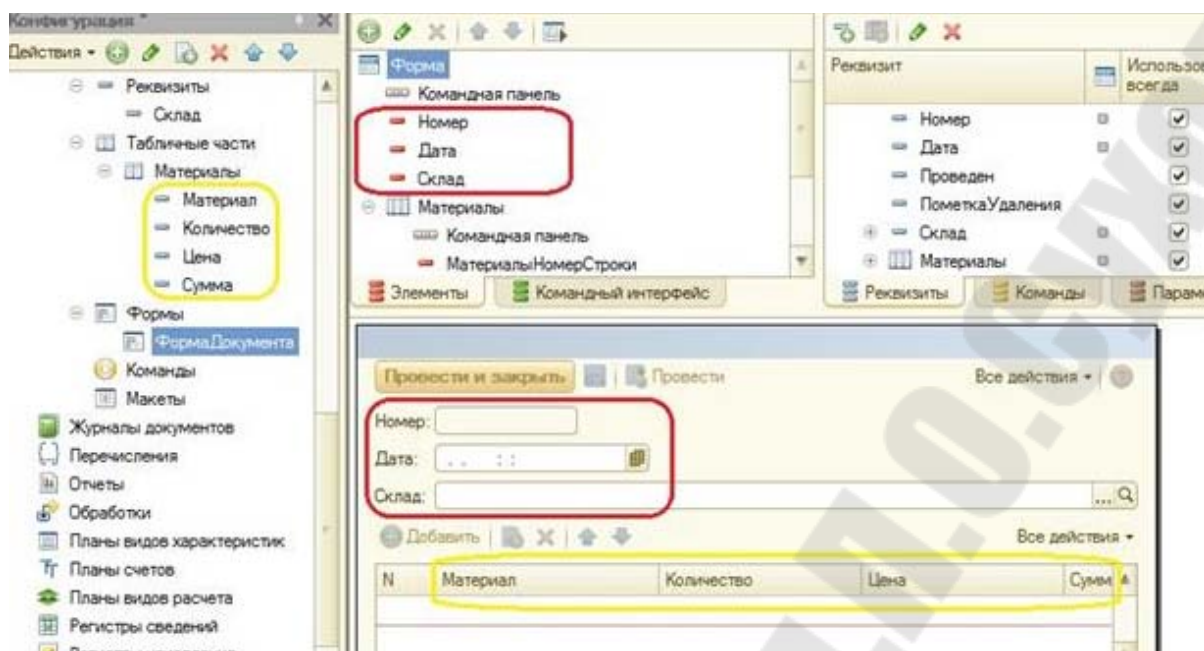 Конфигурация *
Действия
Реквизиты
Склад
Табличные части
Материалы
Материал
Количество
Цена
Сумма
Формы
ФормаДокумента
Команды
Макеты
Журналы документов
Перечисления
Отчеты
Обработки
Планы видов характеристик
Планы счетов
Планы видов расчета
Регистры сведений
Форма
Командная панель
Номер
Дата
Склад
Материалы
Командная панель
МатериалыНомерСтроки
Элементы Командный интерфейс
Реквизит Использов
всегда
Номер
Дата
Проведен
ПометкаУдаления
Склад
Материалы
Реквизиты Команды Парам
Провести и закрыть Провести Все действия
Номер:
Дата: . . : :
Склад: ...
Добавить Все действия
N Материал Количество Цена Сумм